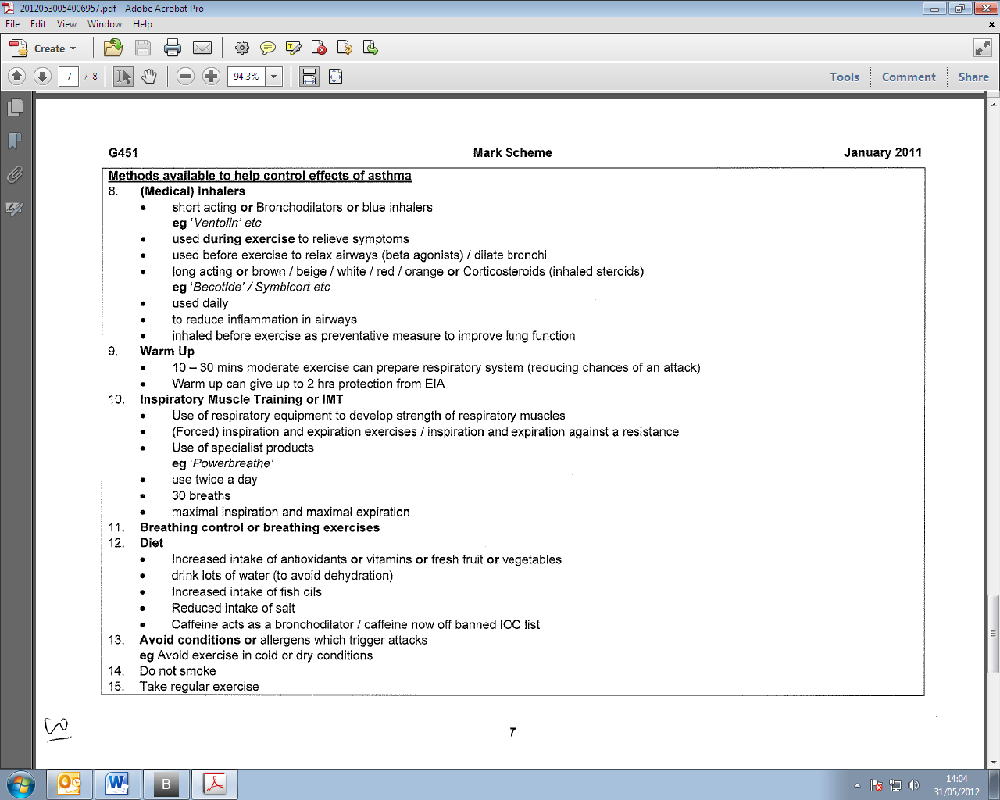 20120530054006957.pdf - Adobe Acrobat Pro
File Edit View Window Help
Create
7 / 8 94.3% Tools Comment Share
G451 Mark Scheme January 2011
Methods available to help control effects of asthma
8. (Medical) Inhalers
• short acting or Bronchodilators or blue inhalers
eg 'Ventolin' etc
• used during exercise to relieve symptoms
• used before exercise to relax airways (beta agonists) / dilate bronchi
• long acting or brown / beige / white / red / orange or Corticosteroids (inhaled steroids)
eg 'Becotide' / Symbicort etc
• used daily
• to reduce inflammation in airways
• inhaled before exercise as preventative measure to improve lung function
9. Warm Up
• 10 – 30 mins moderate exercise can prepare respiratory system (reducing chances of an attack)
• Warm up can give up to 2 hrs protection from EIA
10. Inspiratory Muscle Training or IMT
• Use of respiratory equipment to develop strength of respiratory muscles
• (Forced) inspiration and expiration exercises / inspiration and expiration against a resistance
• Use of specialist products
eg 'Powerbreathe'
• use twice a day
• 30 breaths
• maximal inspiration and maximal expiration
11. Breathing control or breathing exercises
12. Diet
• Increased intake of antioxidants or vitamins or fresh fruit or vegetables
• drink lots of water (to avoid dehydration)
• Increased intake of fish oils
• Reduced intake of salt
• Caffeine acts as a bronchodilator / caffeine now off banned IOC list
13. Avoid conditions or allergens which trigger attacks
eg Avoid exercise in cold or dry conditions
14. Do not smoke
15. Take regular exercise
7
B
14:04
31/05/2012